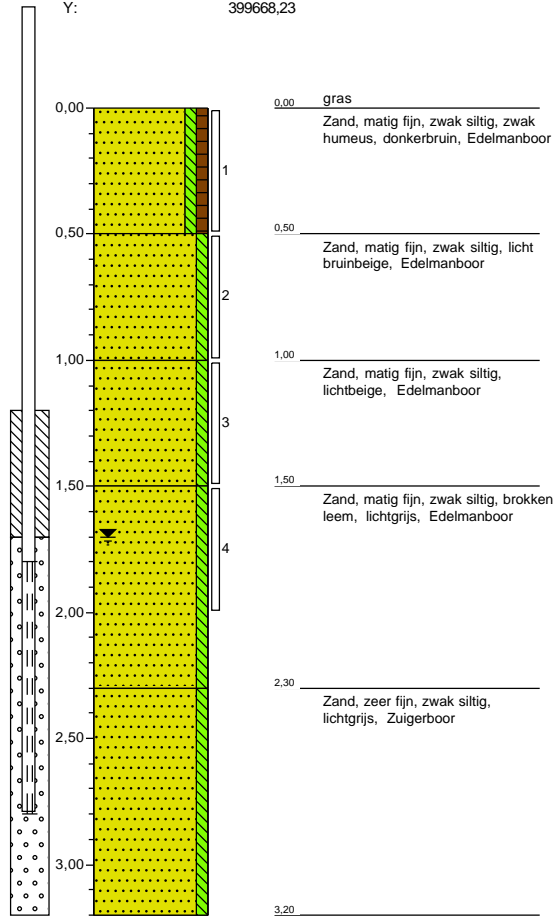 Y: 399668,23
0,00
0,50
1,00
1,50
2,00
2,50
3,00
1
2
3
4
0,00 gras
Zand, matig fijn, zwak siltig, zwak
humeus, donkerbruin, Edelmanboor
0,50
Zand, matig fijn, zwak siltig, licht
bruinbeige, Edelmanboor
1,00
Zand, matig fijn, zwak siltig,
lichtbeige, Edelmanboor
1,50
Zand, matig fijn, zwak siltig, brokken
leem, lichtgrijs, Edelmanboor
2,30
Zand, zeer fijn, zwak siltig,
lichtgrijs, Zuigerboor
3,20